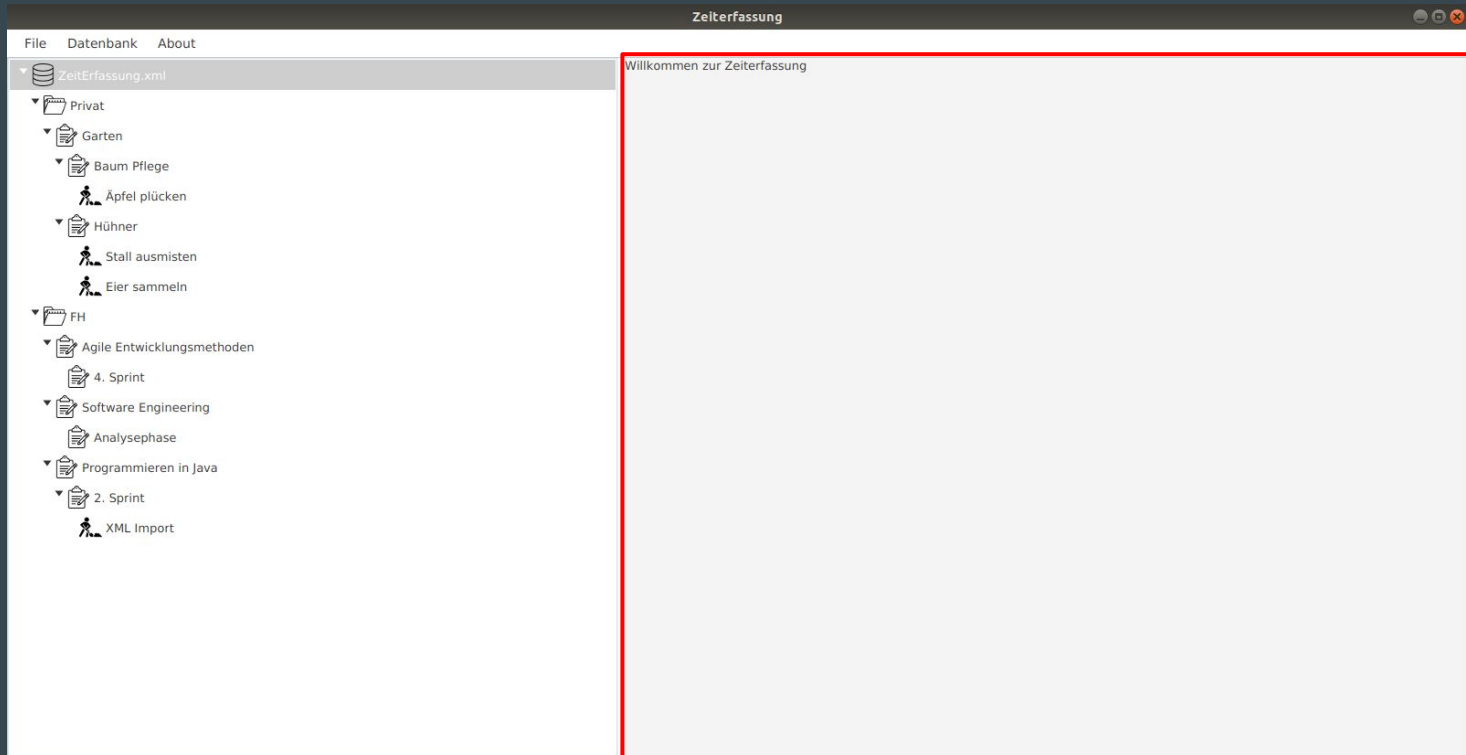 Zeiterfassung
File Datenbank About
ZeitErfassung.xml
Privat
Garten
Baum Pflege
Äpfel plücken
Hühner
Stall ausmisten
Eier sammeln
FH
Agile Entwicklungsmethoden
4. Sprint
Software Engineering
Analysephase
Programmieren in Java
2. Sprint
XML Import
Willkommen zur Zeiterfassung